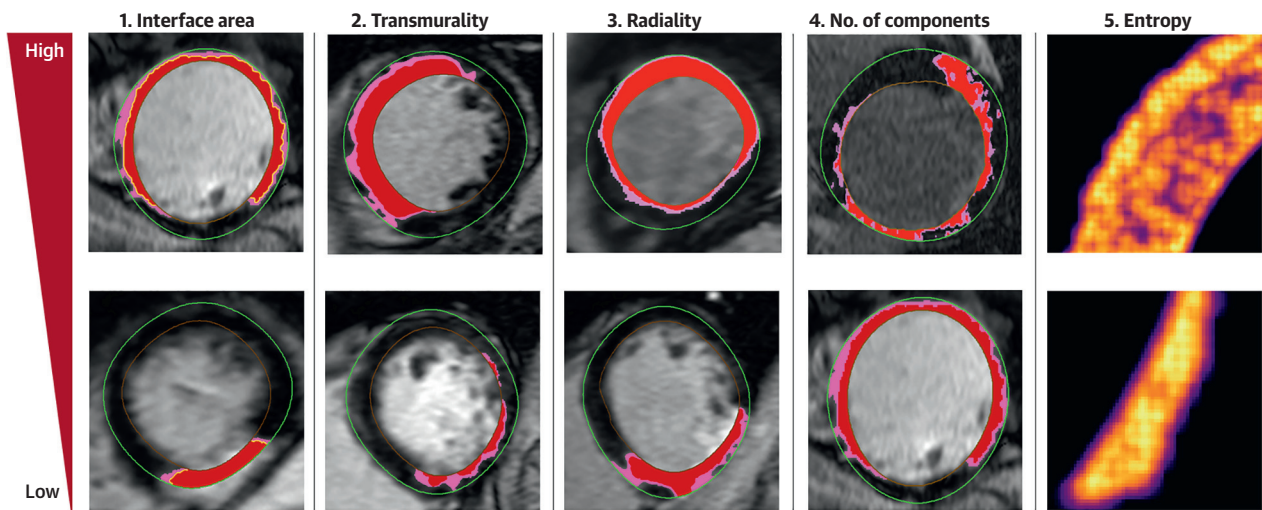 1. Interface area
2. Transmurality
3. Radiality
4. No. of components
5. Entropy
High
Low